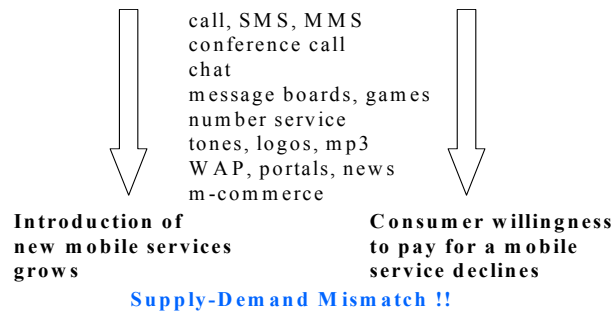 call, SMS, MMS
conference call
chat
message boards, games
number service
tones, logos, mp3
WAP, portals, news
m-commerce
Introduction of
new mobile services
grows
Consumer willingness
to pay for a mobile
service declines
Supply-Demand Mismatch !!